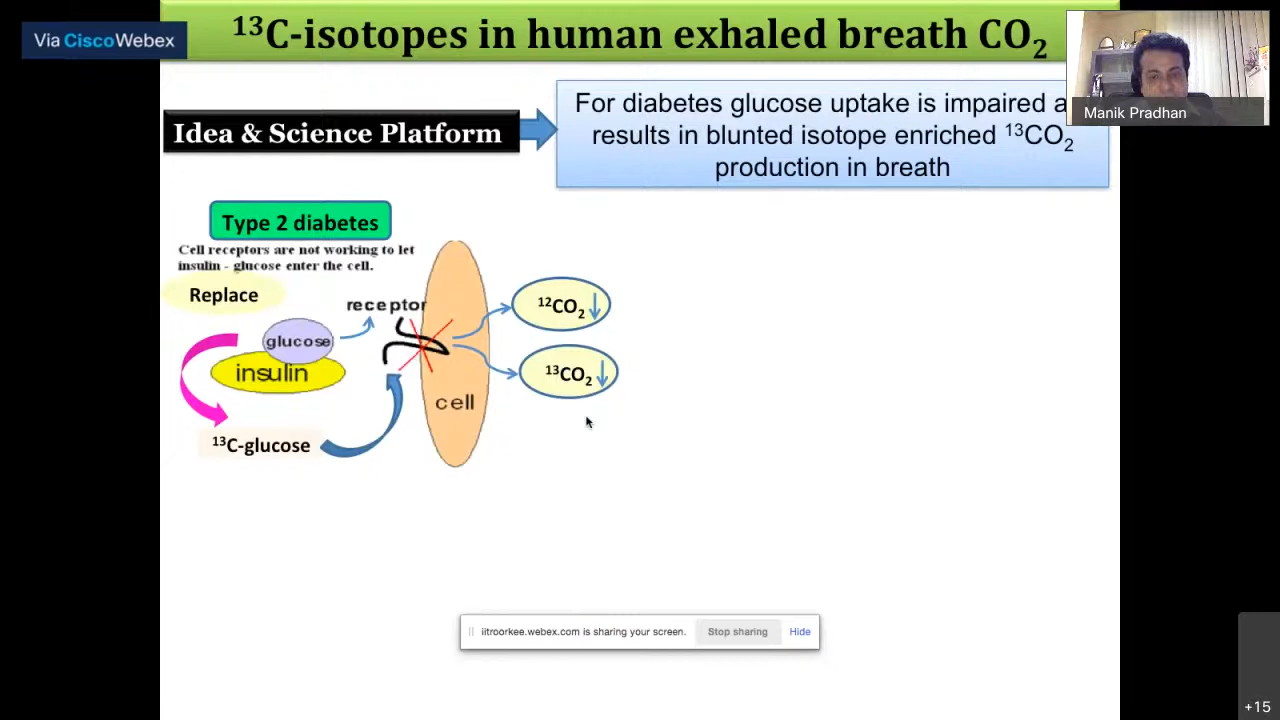 Via CiscoWebex
¹³C-isotopes in human exhaled breath CO₂
Manik Pradhan
Idea & Science Platform
For diabetes glucose uptake is impaired a
results in blunted isotope enriched ¹³CO₂
production in breath
Type 2 diabetes
Cell receptors are not working to let
insulin - glucose enter the cell.
Replace
receptor
glucose
insulin
¹³C-glucose
cell
¹²CO₂
¹³CO₂
iitroorkee.webex.com is sharing your screen.
Stop sharing
Hide
+15